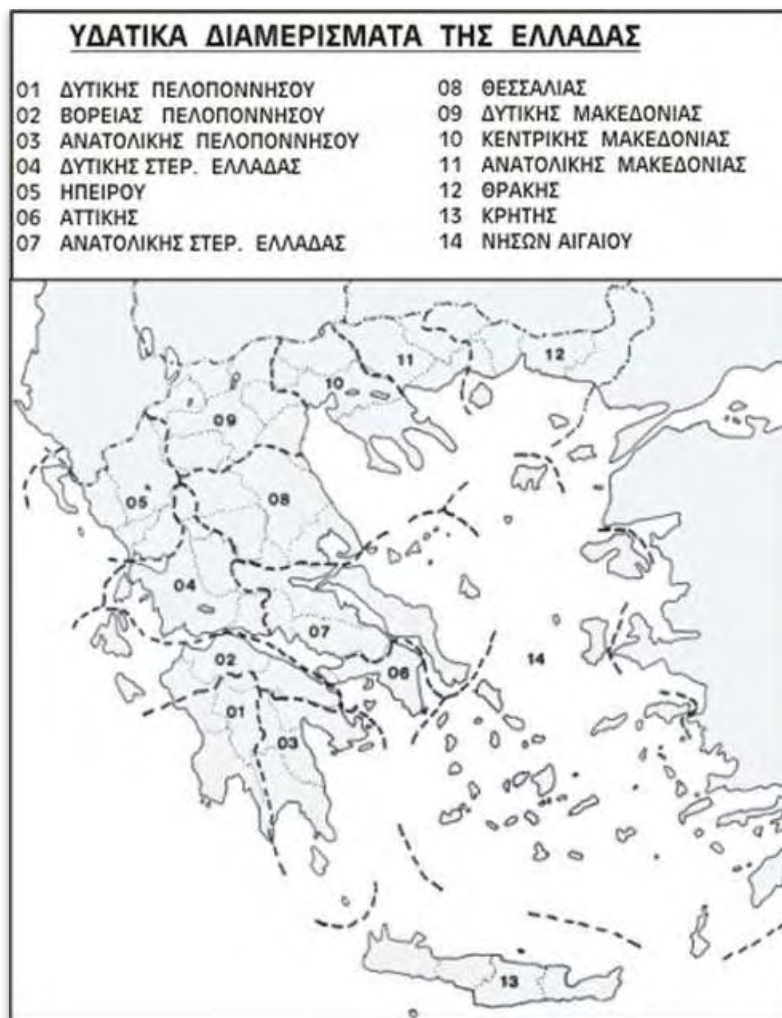 ΥΔΑΤΙΚΑ ΔΙΑΜΕΡΙΣΜΑΤΑ ΤΗΣ ΕΛΛΑΔΑΣ
01 ΔΥΤΙΚΗΣ ΠΕΛΟΠΟΝΝΗΣΟΥ
02 ΒΟΡΕΙΑΣ ΠΕΛΟΠΟΝΝΗΣΟΥ
03 ΑΝΑΤΟΛΙΚΗΣ ΠΕΛΟΠΟΝΝΗΣΟΥ
04 ΔΥΤΙΚΗΣ ΣΤΕΡ. ΕΛΛΑΔΑΣ
05 ΗΠΕΙΡΟΥ
06 ΑΤΤΙΚΗΣ
07 ΑΝΑΤΟΛΙΚΗΣ ΣΤΕΡ. ΕΛΛΑΔΑΣ
08 ΘΕΣΣΑΛΙΑΣ
09 ΔΥΤΙΚΗΣ ΜΑΚΕΔΟΝΙΑΣ
10 ΚΕΝΤΡΙΚΗΣ ΜΑΚΕΔΟΝΙΑΣ
11 ΑΝΑΤΟΛΙΚΗΣ ΜΑΚΕΔΟΝΙΑΣ
12 ΘΡΑΚΗΣ
13 ΚΡΗΤΗΣ
14 ΝΗΣΩΝ ΑΙΓΑΙΟΥ
11
12
10
09
05
08
04
07
02
06
14
01
03
13